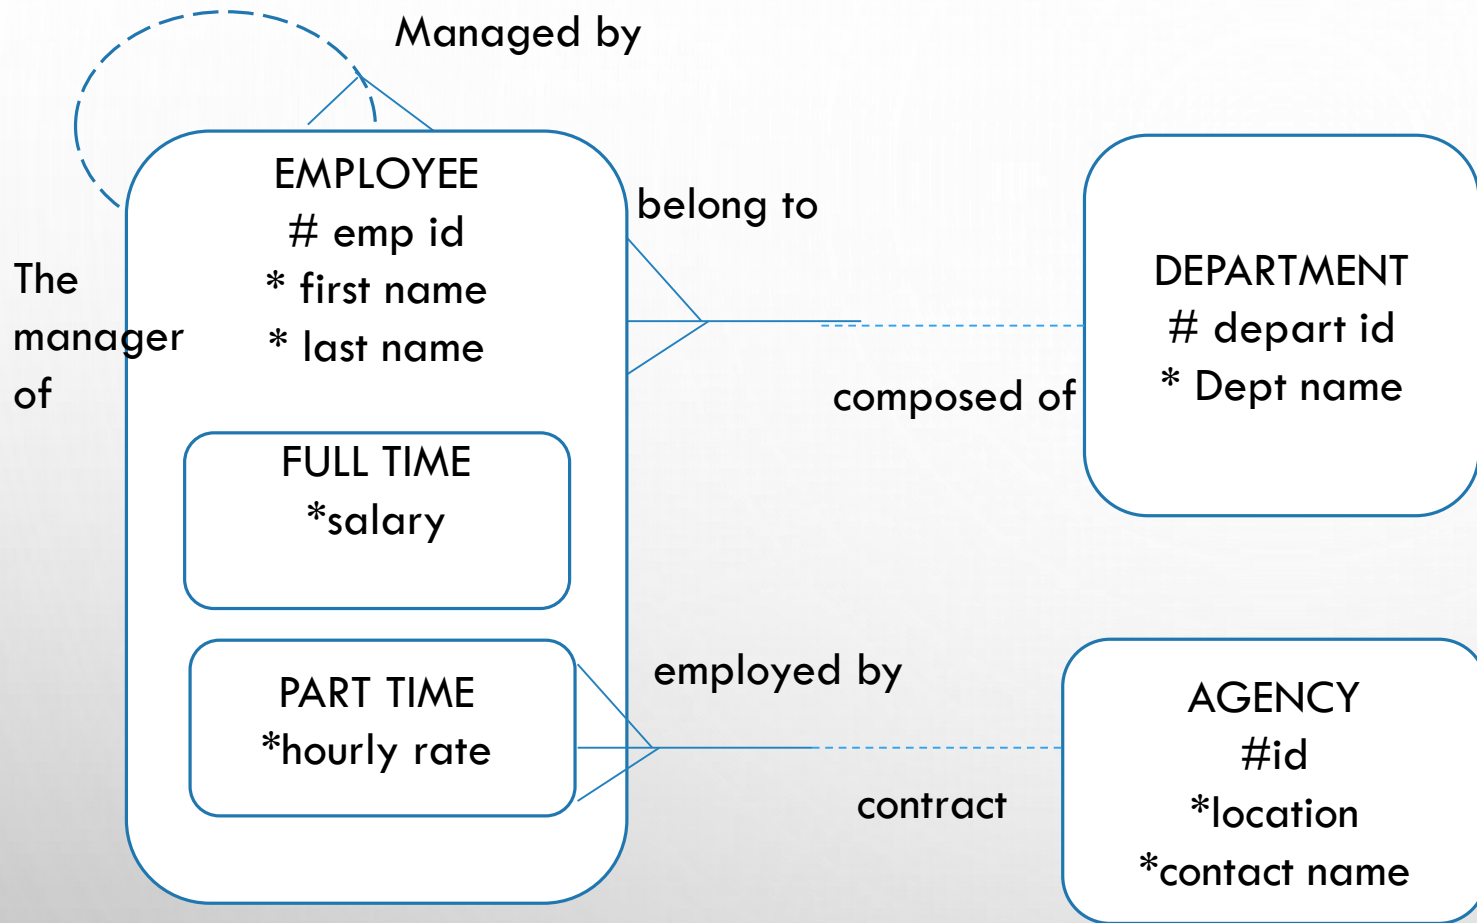 Managed by
EMPLOYEE
# emp id
* first name
* last name
The
manager
of
belong to
composed of
DEPARTMENT
# depart id
* Dept name
FULL TIME
*salary
PART TIME
*hourly rate
employed by
contract
AGENCY
#id
*location
*contact name